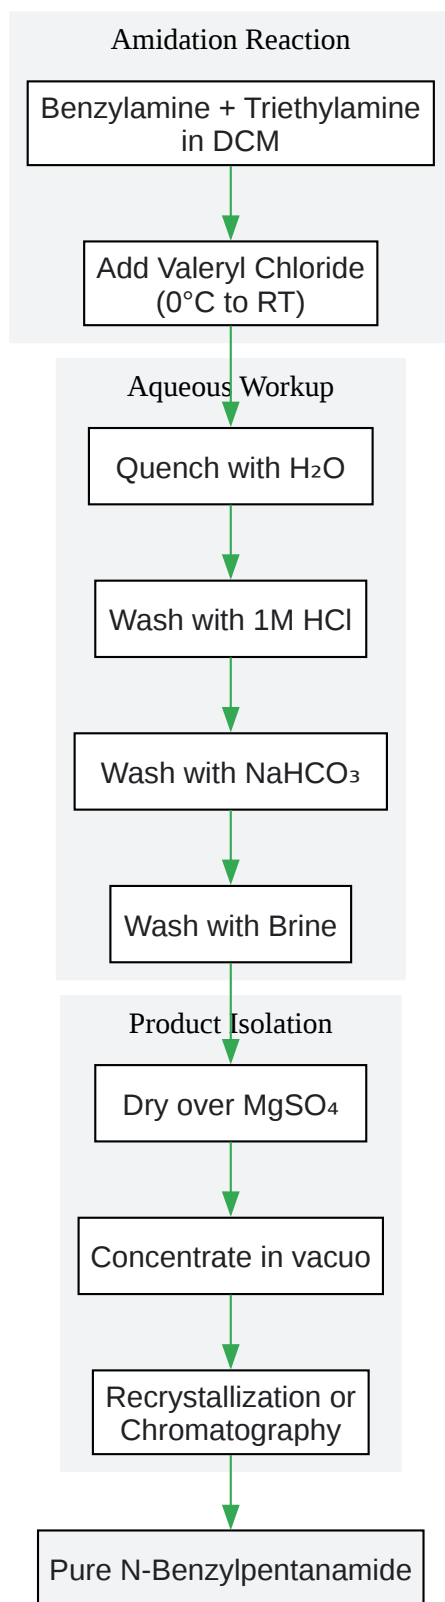 Amidation Reaction
Benzylamine + Triethylamine
in DCM
Add Valeryl Chloride
(0°C to RT)
Aqueous Workup
Quench with H₂O
Wash with 1M HCl
Wash with NaHCO₃
Wash with Brine
Product Isolation
Dry over MgSO₄
Concentrate in vacuo
Recrystallization or
Chromatography
Pure N-Benzylpentanamide